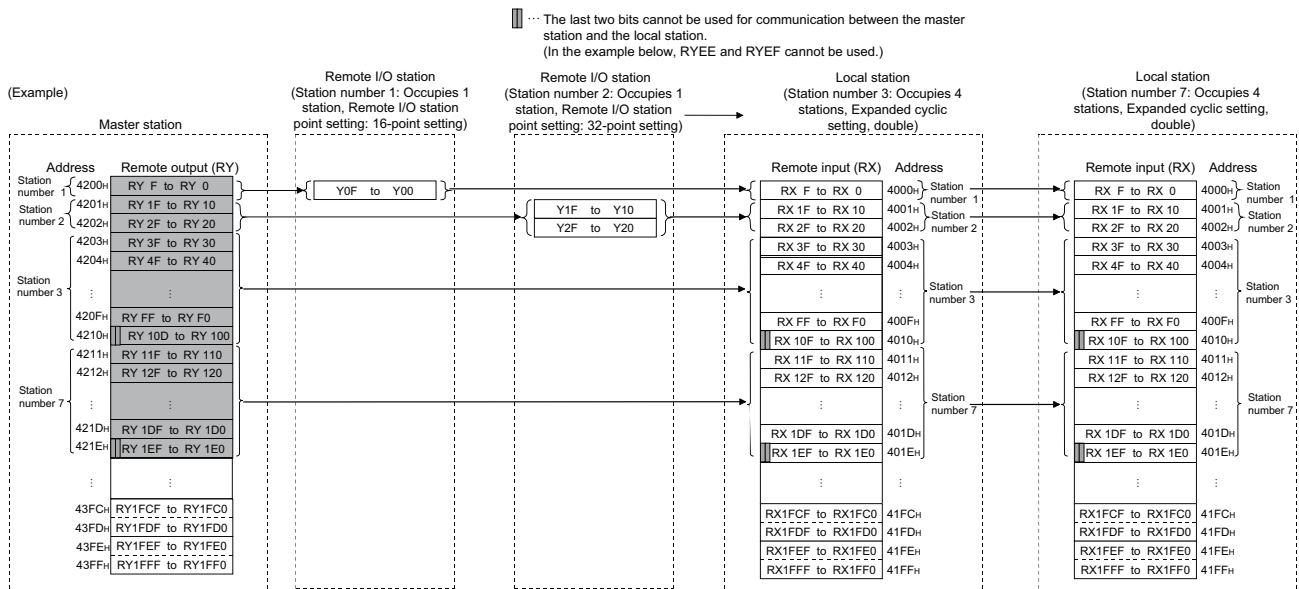 ··· The last two bits cannot be used for communication between the master
station and the local station.
(In the example below, RYEE and RYEF cannot be used.)
(Example)
Master station
Remote I/O station
(Station number 1: Occupies 1
station, Remote I/O station
point setting: 16-point setting)
Remote I/O station
(Station number 2: Occupies 1
station, Remote I/O station
point setting: 32-point setting)
Local station
(Station number 3: Occupies 4
stations, Expanded cyclic
setting, double)
Local station
(Station number 7: Occupies 4
stations, Expanded cyclic setting,
double)
Address Remote output (RY)
Station
number 1
4200H RY F to RY 0
Station
number 2
4201H RY 1F to RY 10
4202H RY 2F to RY 20
Station
number 3
4203H RY 3F to RY 30
4204H RY 4F to RY 40
⋮ ⋮
420FH RY FF to RY F0
4210H RY 10D to RY 100
Station
number 7
4211H RY 11F to RY 110
4212H RY 12F to RY 120
⋮ ⋮
421DH RY 1DF to RY 1D0
421EH RY 1EF to RY 1E0
⋮ ⋮
43FCH RY1FCF to RY1FC0
43FDH RY1FDF to RY1FD0
43FEH RY1FEF to RY1FE0
43FFH RY1FFF to RY1FF0
Y0F to Y00
Y1F to Y10
Y2F to Y20
Remote input (RX) Address
RX F to RX 0 4000H
Station
number 1
RX 1F to RX 10 4001H
RX 2F to RX 20 4002H
Station
number 2
RX 3F to RX 30 4003H
RX 4F to RX 40 4004H
⋮ ⋮
Station
number 3
RX FF to RX F0 400FH
RX 10F to RX 100 4010H
RX 11F to RX 110 4011H
RX 12F to RX 120 4012H
⋮ ⋮
Station
number 7
RX 1DF to RX 1D0 401DH
RX 1EF to RX 1E0 401EH
⋮ ⋮
RX1FCF to RX1FC0 41FCH
RX1FDF to RX1FD0 41FDH
RX1FEF to RX1FE0 41FEH
RX1FFF to RX1FF0 41FFH
Remote input (RX) Address
RX F to RX 0 4000H
Station
number 1
RX 1F to RX 10 4001H
RX 2F to RX 20 4002H
Station
number 2
RX 3F to RX 30 4003H
RX 4F to RX 40 4004H
⋮ ⋮
Station
number 3
RX FF to RX F0 400FH
RX 10F to RX 100 4010H
RX 11F to RX 110 4011H
RX 12F to RX 120 4012H
⋮ ⋮
Station
number 7
RX 1DF to RX 1D0 401DH
RX 1EF to RX 1E0 401EH
⋮ ⋮
RX1FCF to RX1FC0 41FCH
RX1FDF to RX1FD0 41FDH
RX1FEF to RX1FE0 41FEH
RX1FFF to RX1FF0 41FFH